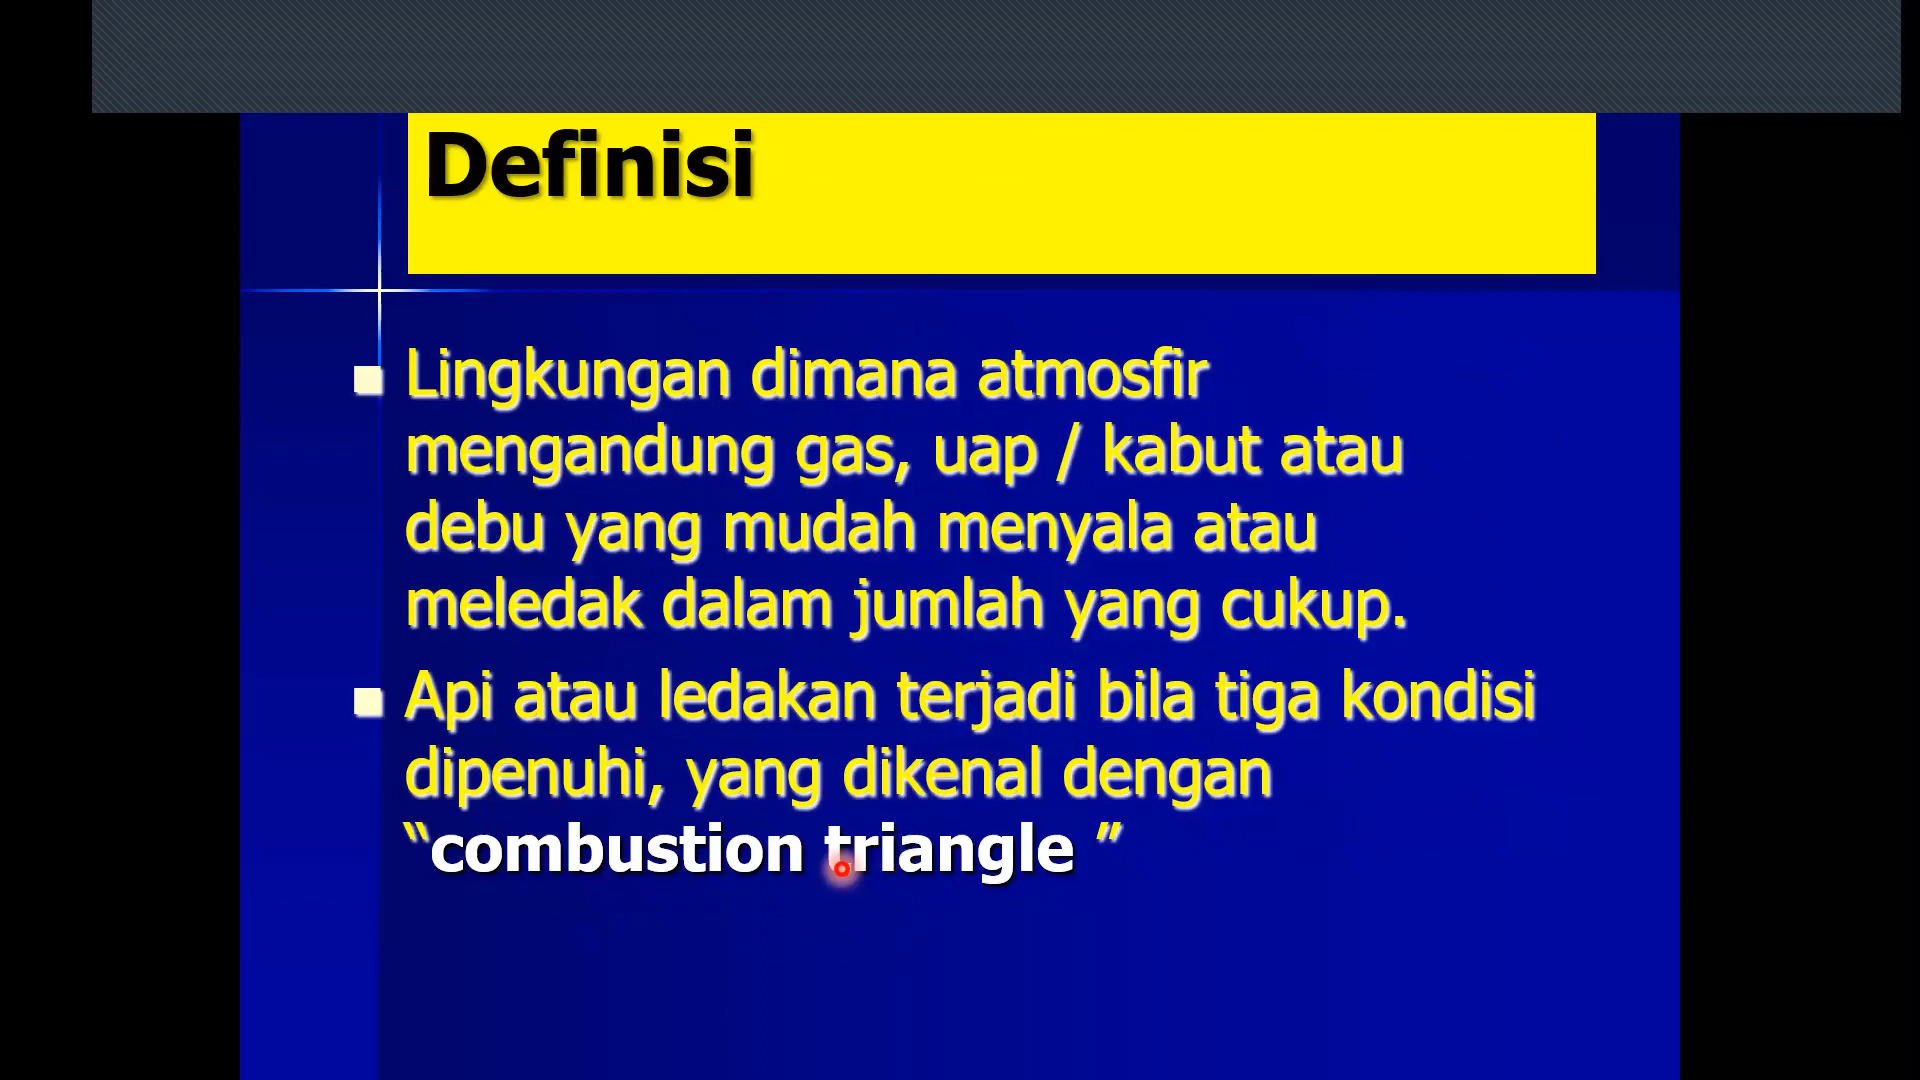 Definisi
Lingkungan dimana atmosfir
mengandung gas, uap / kabut atau
debu yang mudah menyala atau
meledak dalam jumlah yang cukup.
Api atau ledakan terjadi bila tiga kondisi
dipenuhi, yang dikenal dengan
“combustion triangle ”